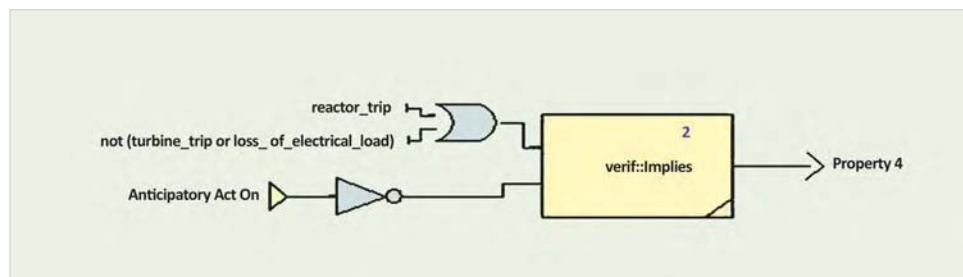 reactor_trip
not (turbine_trip or loss_ of_electrical_load)
Anticipatory Act On
2
verif::Implies
Property 4